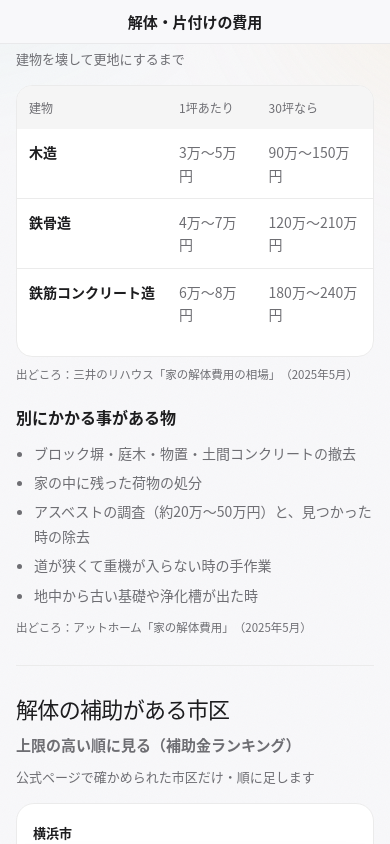 解体・片付けの費用
建物を壊して更地にするまで
建物 1坪あたり 30坪なら
木造 3万〜5万円 90万〜150万円
鉄骨造 4万〜7万円 120万〜210万円
鉄筋コンクリート造 6万〜8万円 180万〜240万円
出どころ：三井のリハウス「家の解体費用の相場」（2025年5月）
別にかかる事がある物
• ブロック塀・庭木・物置・土間コンクリートの撤去
• 家の中に残った荷物の処分
• アスベストの調査（約20万〜50万円）と、見つかった
時の除去
• 道が狭くて重機が入らない時の手作業
• 地中から古い基礎や浄化槽が出た時
出どころ：アットホーム「家の解体費用」（2025年5月）
解体の補助がある市区
上限の高い順に見る（補助金ランキング）
公式ページで確かめられた市区だけ・順に足します
横浜市